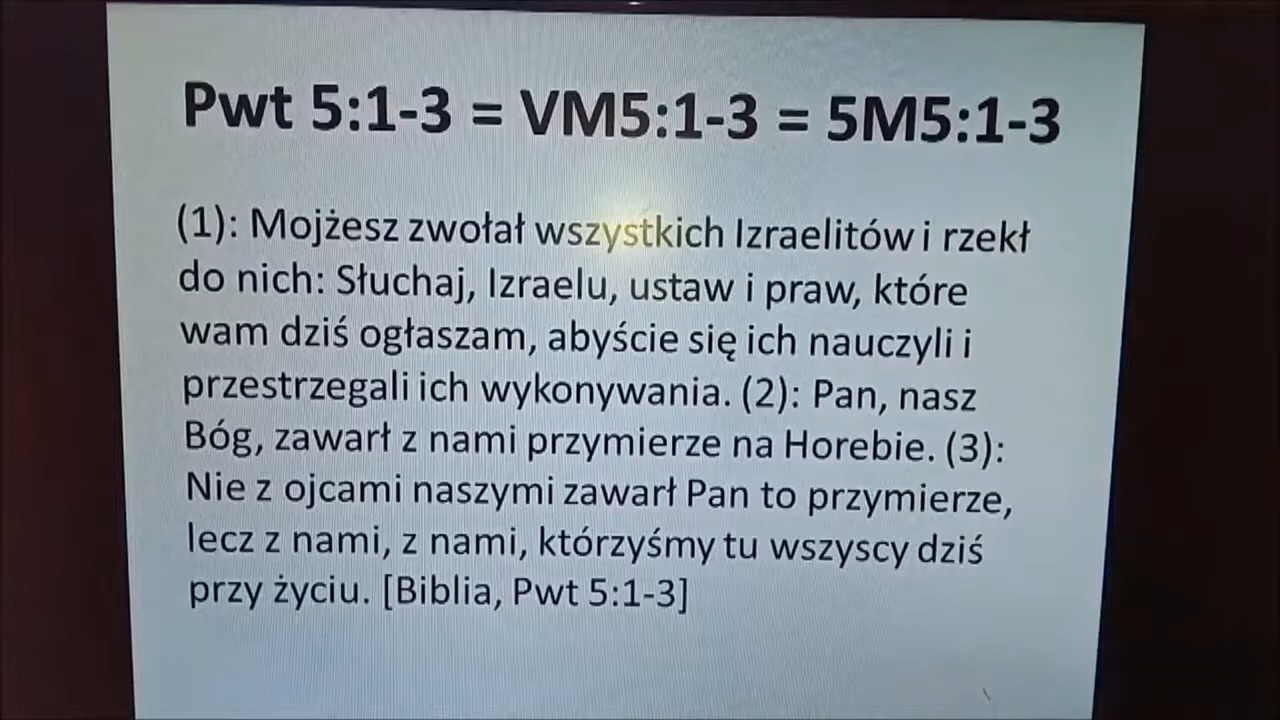 Pwt 5:1-3 = VM5:1-3 = 5M5:1-3
(1): Mojżesz zwołał wszystkich Izraelitów i rzekł
do nich: Słuchaj, Izraelu, ustaw i praw, które
wam dziś ogłaszam, abyście się ich nauczyli i
przestrzegali ich wykonywania. (2): Pan, nasz
Bóg, zawarł z nami przymierze na Horebie. (3):
Nie z ojcami naszymi zawarł Pan to przymierze,
lecz z nami, z nami, którzyśmy tu wszyscy dziś
przy życiu. [Biblia, Pwt 5:1-3]